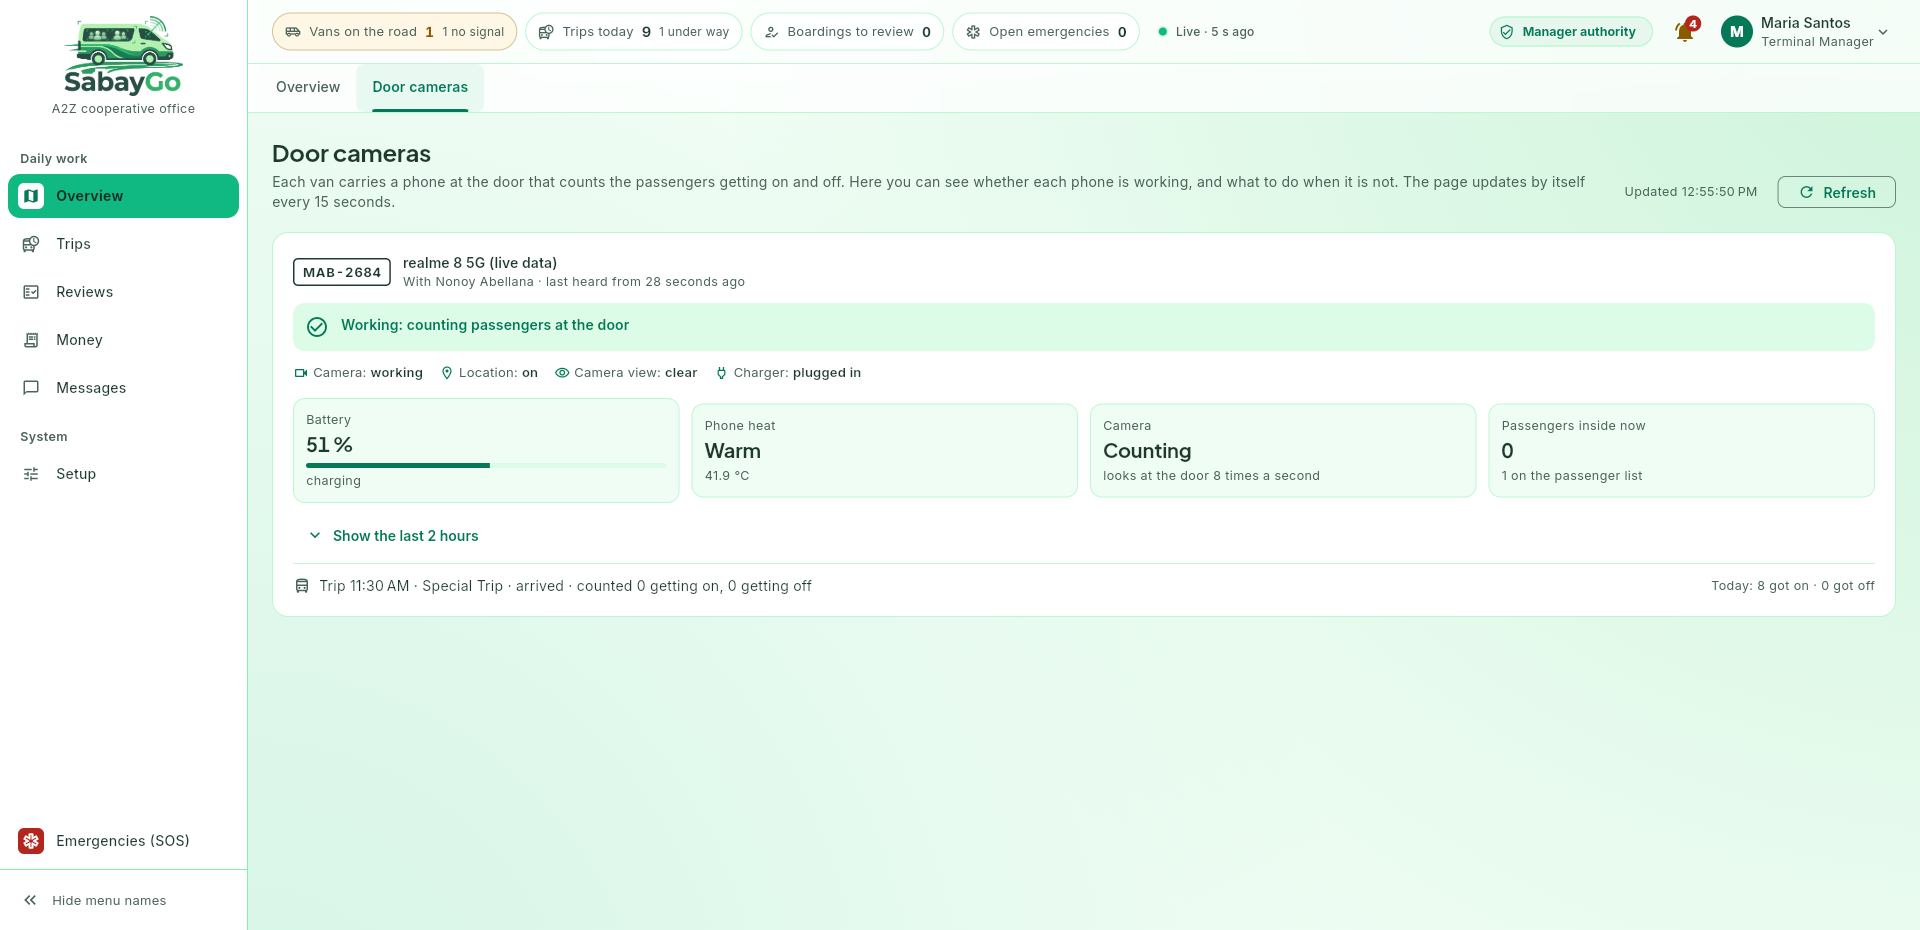 SabayGo
A2Z cooperative office
Daily work
Overview
Trips
Reviews
Money
Messages
System
Setup
Emergencies (SOS)
Hide menu names
Vans on the road 1 1 no signal
Trips today 9 1 under way
Boardings to review 0
Open emergencies 0
Live · 5 s ago
Manager authority
4
M
Maria Santos
Terminal Manager
Overview
Door cameras
Door cameras
Each van carries a phone at the door that counts the passengers getting on and off. Here you can see whether each phone is working, and what to do when it is not. The page updates by itself
every 15 seconds.
Updated 12:55:50 PM
Refresh
MAB-2684
realme 8 5G (live data)
With Nonoy Abellana · last heard from 28 seconds ago
Working: counting passengers at the door
Camera: working
Location: on
Camera view: clear
Charger: plugged in
Battery
51 %
charging
Phone heat
Warm
41.9 °C
Camera
Counting
looks at the door 8 times a second
Passengers inside now
0
1 on the passenger list
Show the last 2 hours
Trip 11:30 AM · Special Trip · arrived · counted 0 getting on, 0 getting off
Today: 8 got on · 0 got off